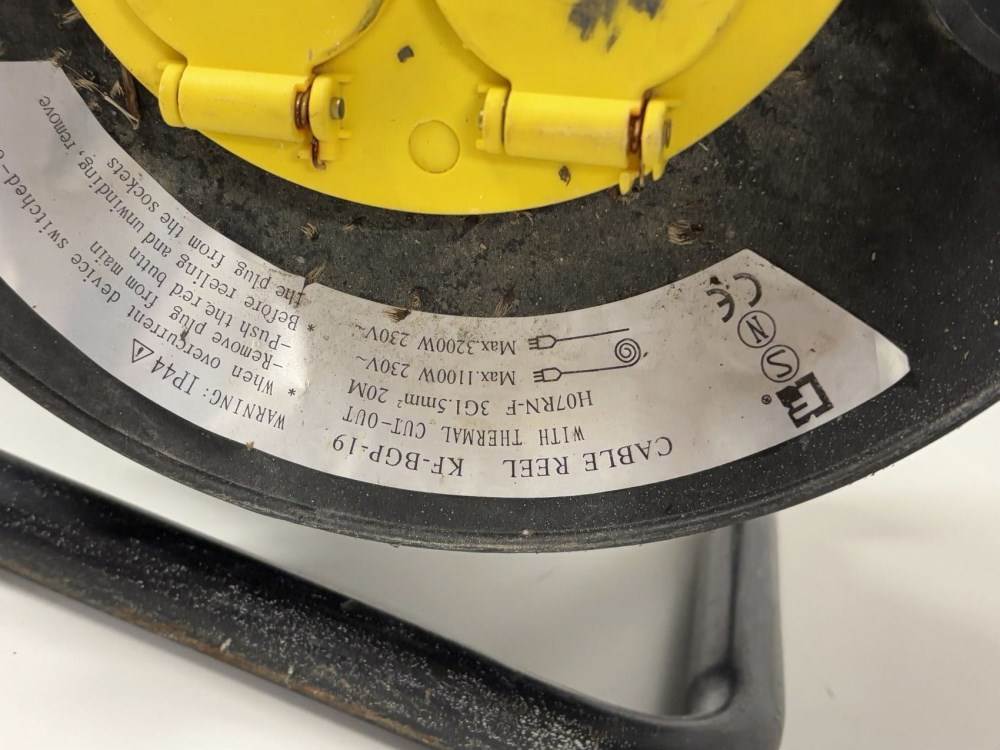 CABLE REEL KF-BGP-19
WITH THERMAL CUT-OUT
H07RN-F 3G1.5mm² 20M
Max.1100W 230V~
Max.3200W 230V~
CE
N
S
®
WARNING: IP44
* When overcurrent
device switched-o
-Remove plug from main
-Push the red butn
* Before reeling and unwinding, remove
the plug from the sockets